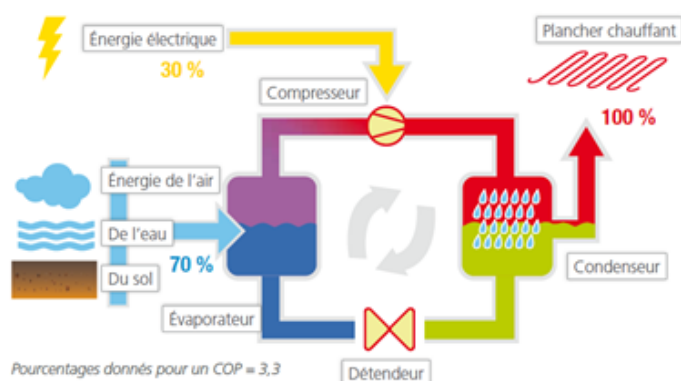 Énergie électrique
30 %
Plancher chauffant
100 %
Compresseur
Énergie de l'air
De l'eau
Du sol
70 %
Condenseur
Évaporateur
Détendeur
Pourcentages donnés pour un COP = 3,3